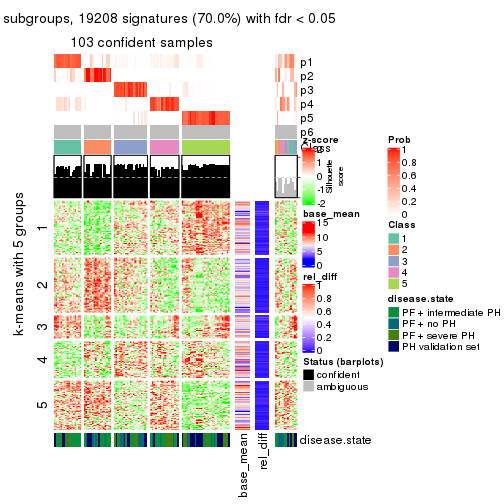 subgroups, 19208 signatures (70.0%) with fdr < 0.05
103 confident samples
p1
p2
p3
p4
p5
p6
Class
Silhouette
score
k-means with 5 groups
1
2
3
4
5
base_mean
rel_diff
disease.state
z-score
2
1
0
-1
-2
base_mean
15
10
5
0
rel_diff
1
0.8
0.6
0.4
0.2
0
Status (barplots)
confident
ambiguous
Prob
1
0.8
0.6
0.4
0.2
0
Class
1
2
3
4
5
disease.state
PF+ intermediate PH
PF+ no PH
PF+ severe PH
PH validation set